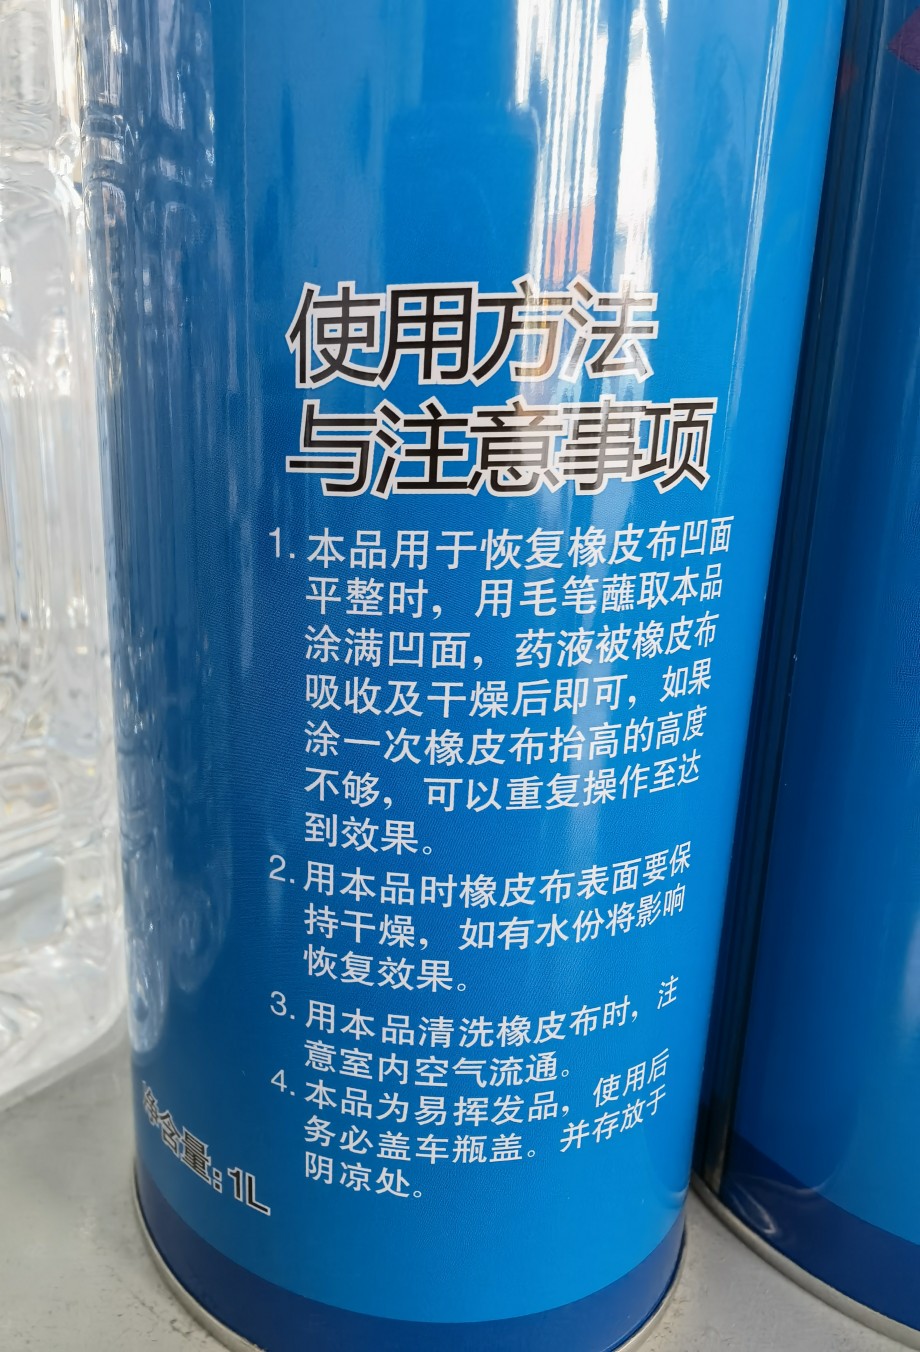 使用方法
与注意事项
1. 本品用于恢复橡皮布凹面
平整时，用毛笔蘸取本品
涂满凹面，药液被橡皮布
吸收及干燥后即可，如果
涂一次橡皮布抬高的高度
不够，可以重复操作至达
到效果。
2. 用本品时橡皮布表面要保
持干燥，如有水份将影响
恢复效果。
3. 用本品清洗橡皮布时，注
意室内空气流通。
4. 本品为易挥发品，使用后
务必盖车瓶盖。并存放于
阴凉处。
净含量：1L